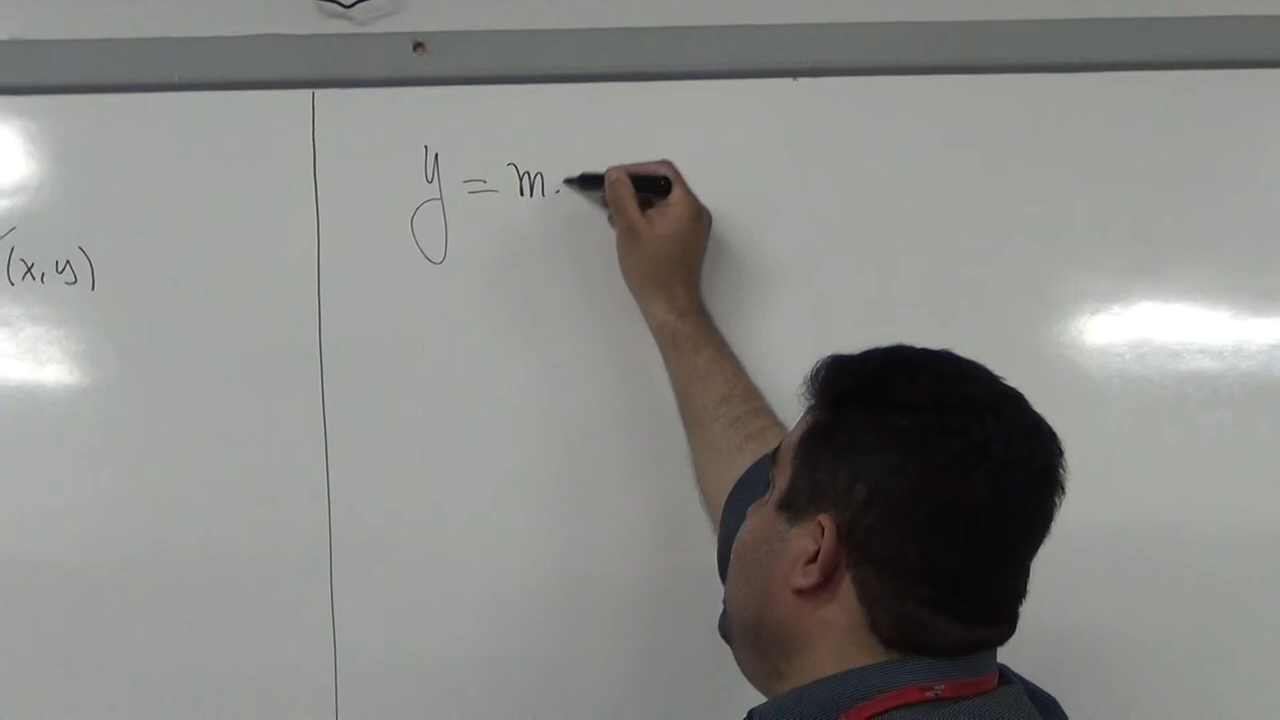 (x, y)
y = m.